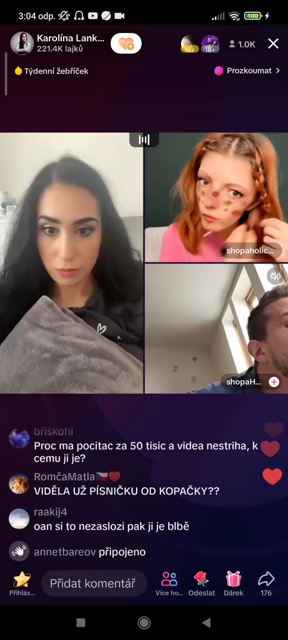 3:04 odp.
Karolína Lank...
221.4K lajků
1.0K
Týdenní žebříček
Prozkoumat
shopaholic...
shopaH...
briskofil
Proc ma pocitac za 50 tisic a videa nestriha, k
cemu ji je?
RomčaMatla
VIDĚLA UŽ PÍSNIČKU OD KOPAČKY??
raakij4
oan si to nezaslozi pak ji je blbě
annetbareov připojeno
Přihlás...
Přidat komentář
Více ho...
Odeslat
Dárek
176